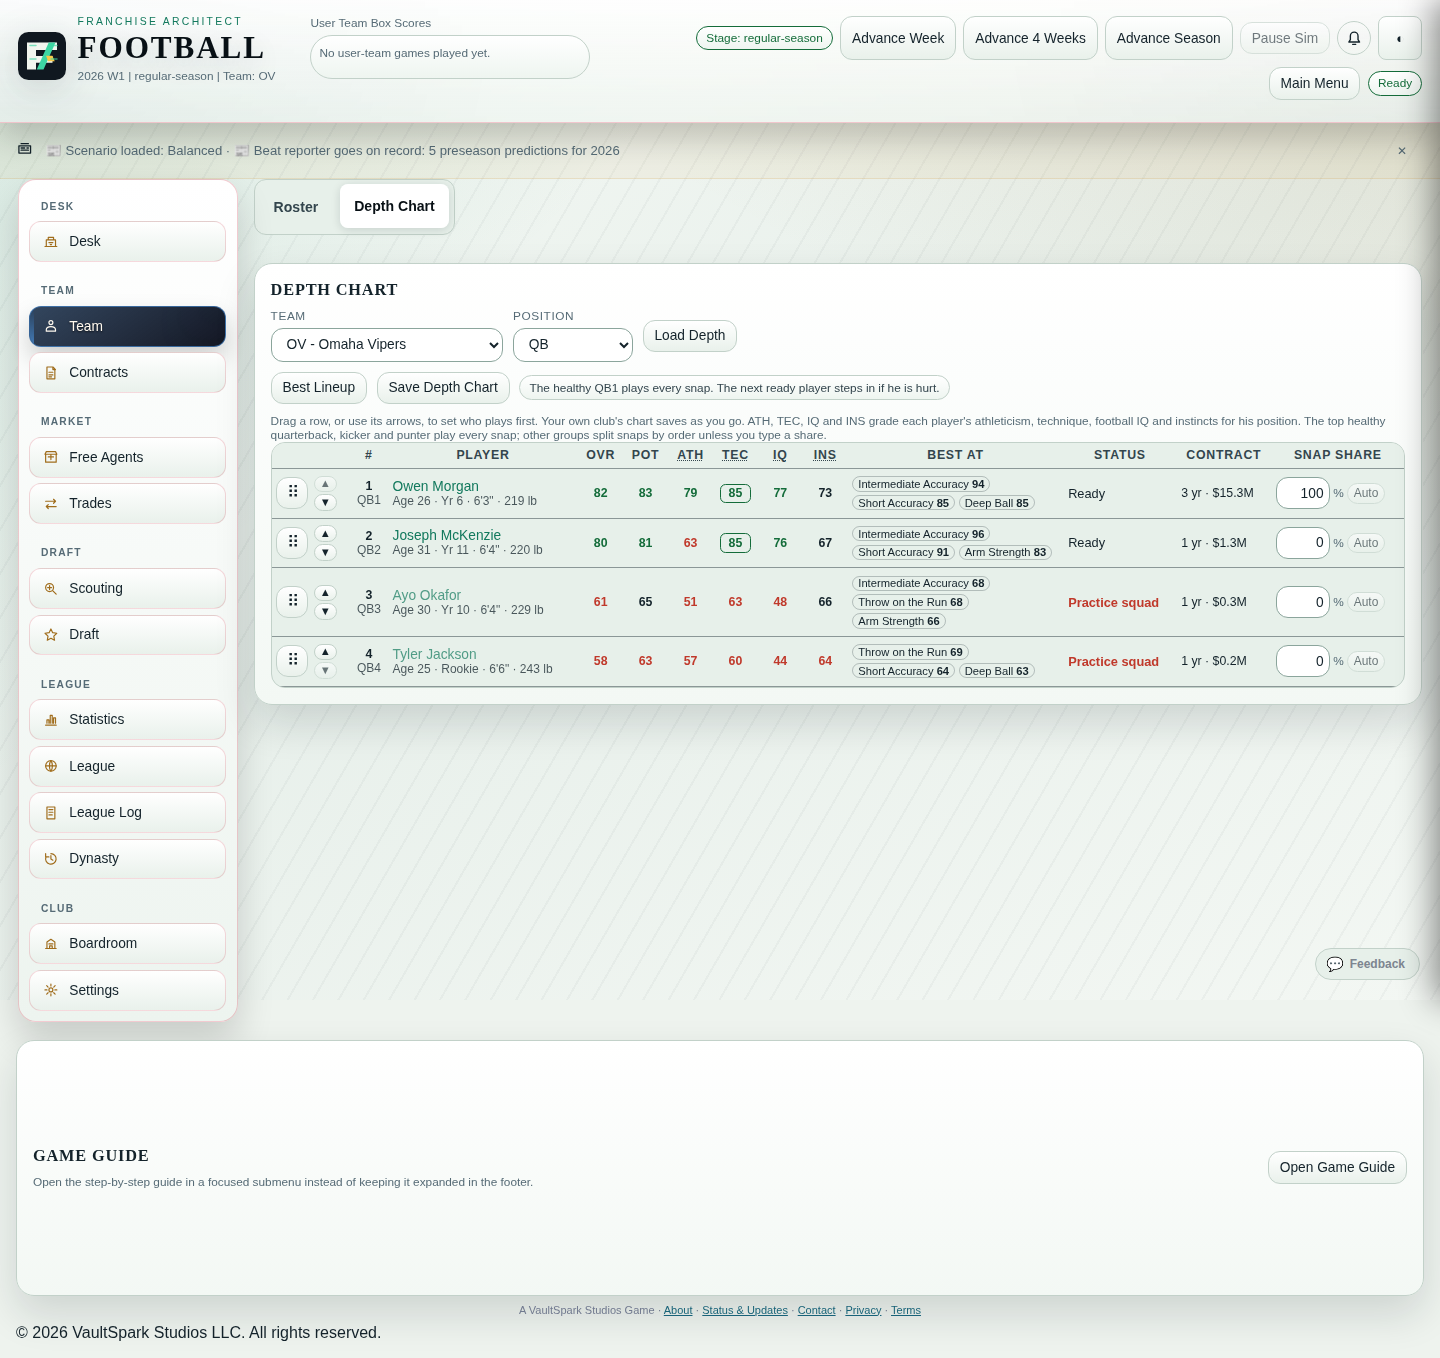 FRANCHISE ARCHITECT
FOOTBALL
2026 W1 | regular-season | Team: OV
User Team Box Scores
No user-team games played yet.
Stage: regular-season
Advance Week
Advance 4 Weeks
Advance Season
Pause Sim
Main Menu
Ready
📰 Scenario loaded: Balanced · 📰 Beat reporter goes on record: 5 preseason predictions for 2026
×
DESK
Desk
TEAM
Team
Contracts
MARKET
Free Agents
Trades
DRAFT
Scouting
Draft
LEAGUE
Statistics
League
League Log
Dynasty
CLUB
Boardroom
Settings
Roster
Depth Chart
DEPTH CHART
TEAM
POSITION
OV - Omaha Vipers
QB
Load Depth
Best Lineup
Save Depth Chart
The healthy QB1 plays every snap. The next ready player steps in if he is hurt.
Drag a row, or use its arrows, to set who plays first. Your own club's chart saves as you go. ATH, TEC, IQ and INS grade each player's athleticism, technique, football IQ and instincts for his position. The top healthy
quarterback, kicker and punter play every snap; other groups split snaps by order unless you type a share.
# PLAYER OVR POT ATH TEC IQ INS BEST AT STATUS CONTRACT SNAP SHARE
▲ ▼ 1 QB1 Owen Morgan Age 26 · Yr 6 · 6'3" · 219 lb 82 83 79 85 77 73 Intermediate Accuracy 94 Short Accuracy 85 Deep Ball 85 Ready 3 yr · $15.3M 100 % Auto
▲ ▼ 2 QB2 Joseph McKenzie Age 31 · Yr 11 · 6'4" · 220 lb 80 81 63 85 76 67 Intermediate Accuracy 96 Short Accuracy 91 Arm Strength 83 Ready 1 yr · $1.3M 0 % Auto
▲ ▼ 3 QB3 Ayo Okafor Age 30 · Yr 10 · 6'4" · 229 lb 61 65 51 63 48 66 Intermediate Accuracy 68 Throw on the Run 68 Arm Strength 66 Practice squad 1 yr · $0.3M 0 % Auto
▲ ▼ 4 QB4 Tyler Jackson Age 25 · Rookie · 6'6" · 243 lb 58 63 57 60 44 64 Throw on the Run 69 Short Accuracy 64 Deep Ball 63 Practice squad 1 yr · $0.2M 0 % Auto
💬 Feedback
GAME GUIDE
Open the step-by-step guide in a focused submenu instead of keeping it expanded in the footer.
Open Game Guide
A VaultSpark Studios Game · About · Status & Updates · Contact · Privacy · Terms
© 2026 VaultSpark Studios LLC. All rights reserved.